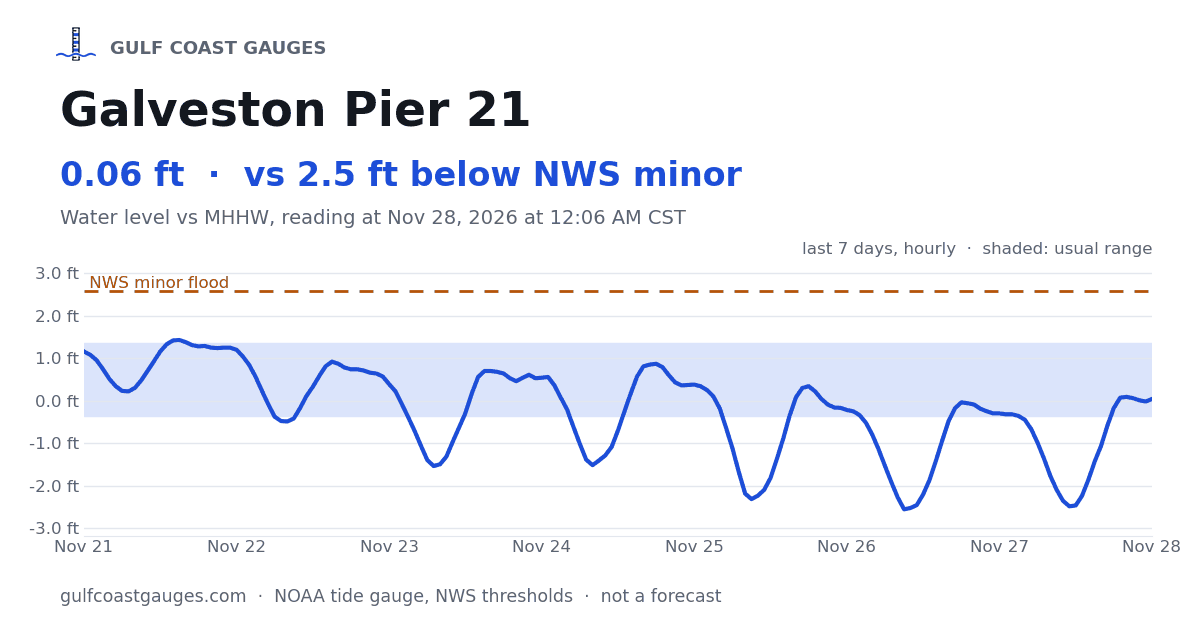 GULF COAST GAUGES
Galveston Pier 21
0.06 ft · vs 2.5 ft below NWS minor
Water level vs MHHW, reading at Nov 28, 2026 at 12:06 AM CST
last 7 days, hourly · shaded: usual range
3.0 ft
NWS minor flood
2.0 ft
1.0 ft
0.0 ft
-1.0 ft
-2.0 ft
-3.0 ft
Nov 21 Nov 22 Nov 23 Nov 24 Nov 25 Nov 26 Nov 27 Nov 28
gulfcoastgauges.com · NOAA tide gauge, NWS thresholds · not a forecast